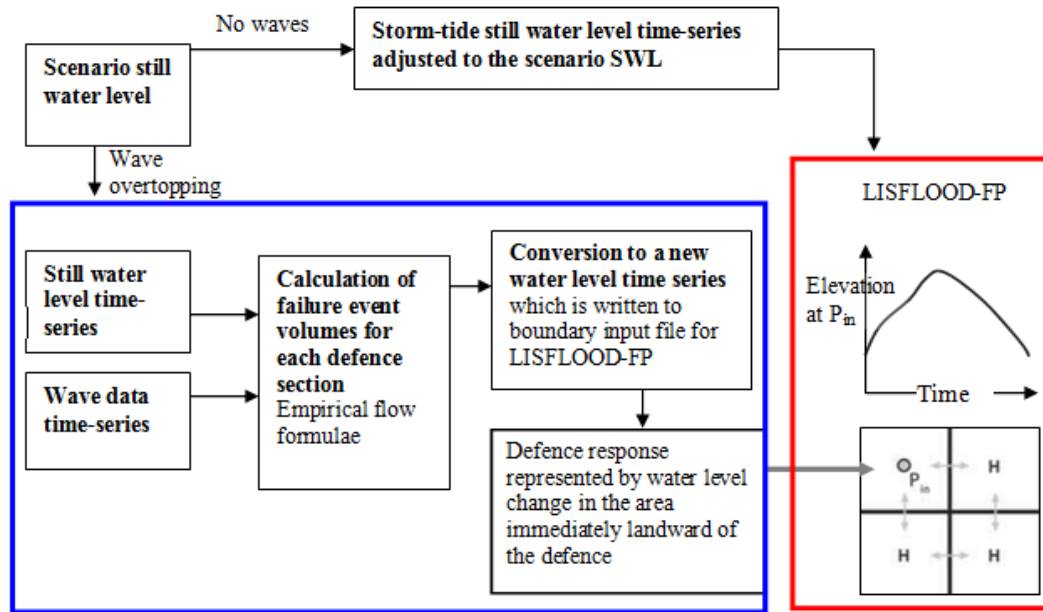 No waves
Storm-tide still water level time-series
adjusted to the scenario SWL
Scenario still
water level
Wave
overtopping
Still water
level time-
series
Wave data
time-series
Calculation of
failure event
volumes for
each defence
section
Empirical flow
formulae
Conversion to a new
water level time series
which is written to
boundary input file for
LISFLOOD-FP
Defence response
represented by water level
change in the area
immediately landward of
the defence
LISFLOOD-FP
Elevation
at Pin
Time
Pin
H
H
H